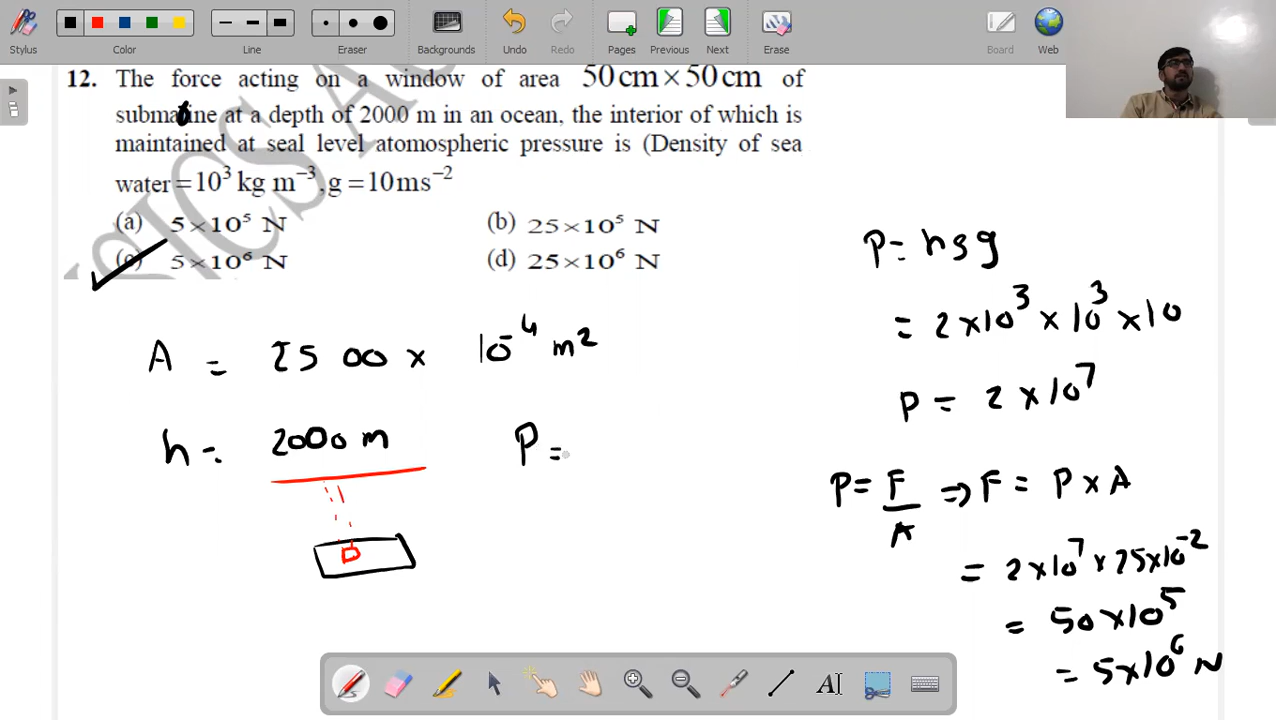 Stylus Color Line Eraser Backgrounds Undo Redo Pages Previous Next Erase Board Web
12. The force acting on a window of area 50 cm × 50 cm of
submarine at a depth of 2000 m in an ocean, the interior of which is
maintained at seal level atomospheric pressure is (Density of sea
water = 10³ kg m⁻³, g = 10 ms⁻²
(a) 5×10⁵ N (b) 25×10⁵ N
(c) 5×10⁶ N (d) 25×10⁶ N
A = 2500 × 10⁻⁴ m²
h = 2000 m P =
P = hsg
= 2×10³ × 10³ × 10
P = 2 × 10⁷
P = F/A ⇒ F = P × A
= 2×10⁷ × 25×10⁻²
= 50×10⁵
= 5×10⁶ N
A